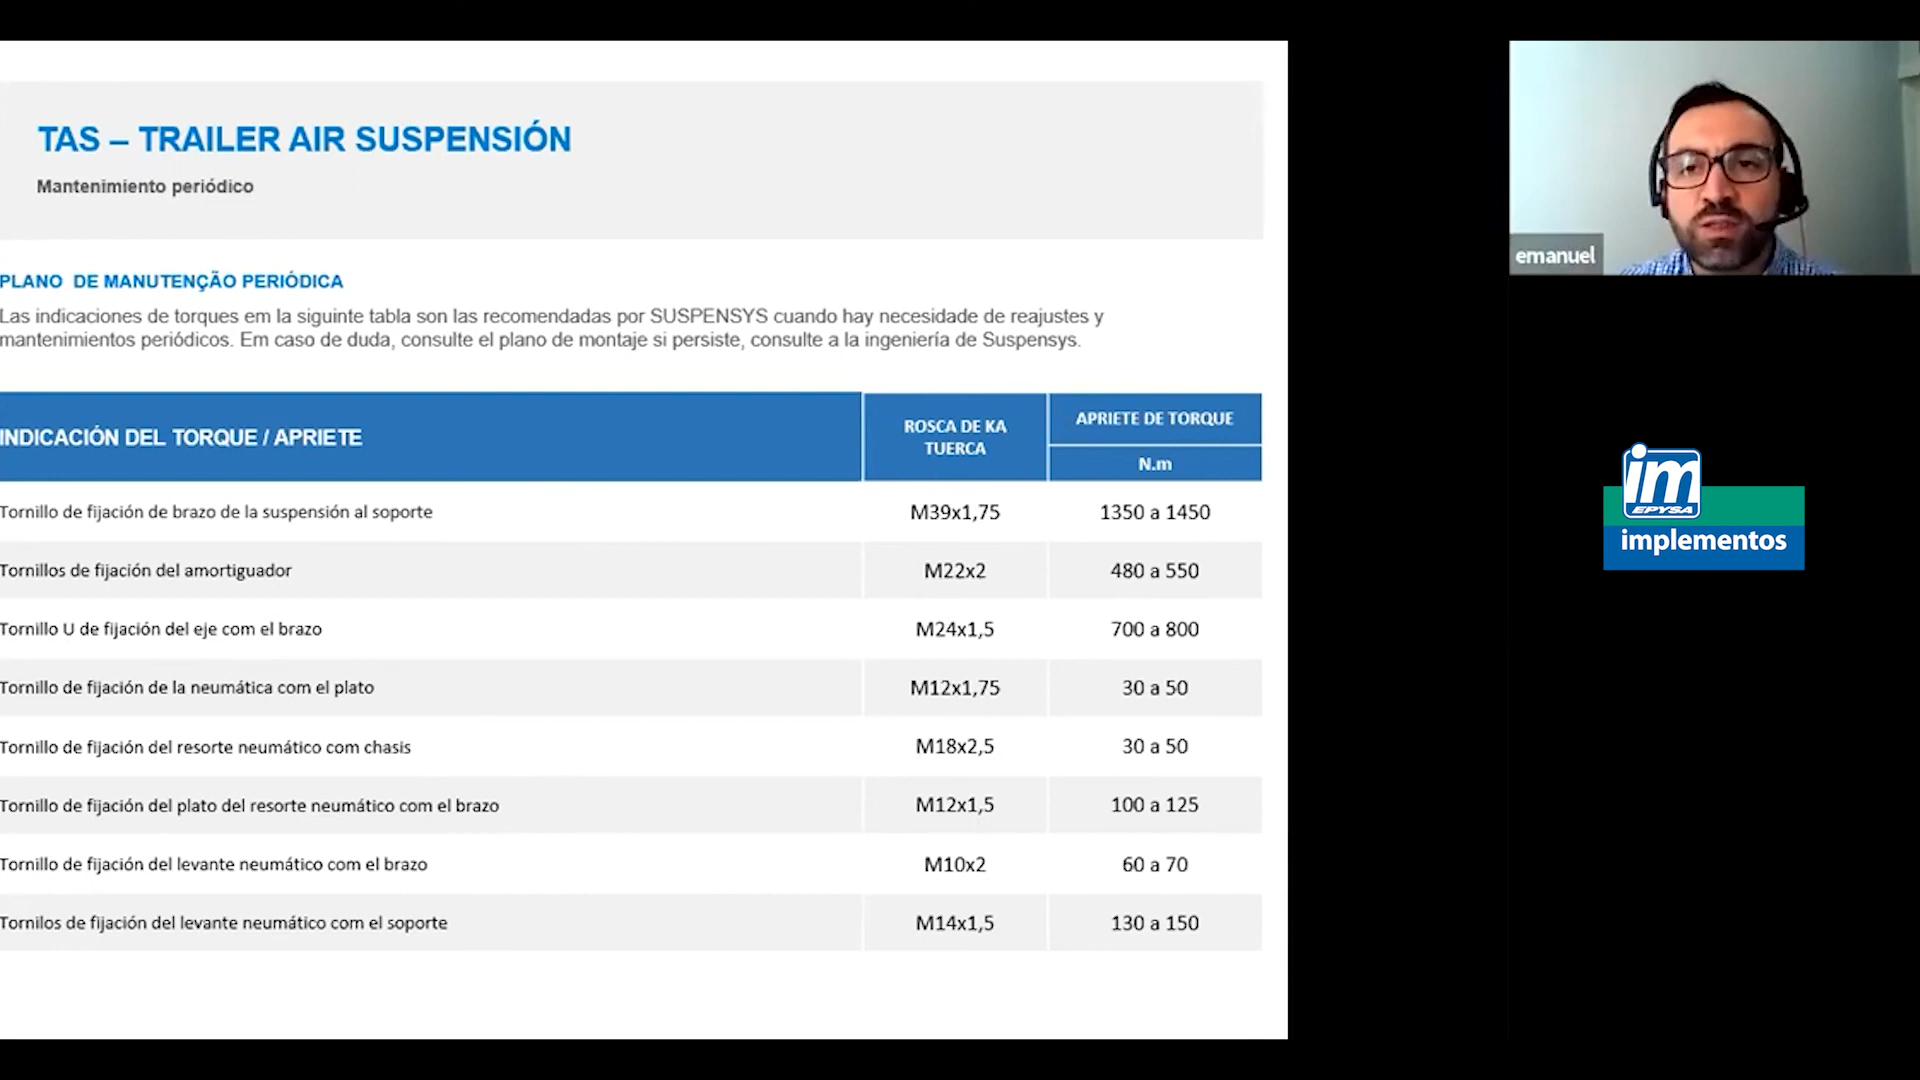 TAS – TRAILER AIR SUSPENSIÓN
Mantenimiento periódico
PLANO DE MANUTENÇÃO PERIÓDICA
Las indicaciones de torques em la siguinte tabla son las recomendadas por SUSPENSYS cuando hay necesidade de reajustes y
mantenimientos periódicos. Em caso de duda, consulte el plano de montaje si persiste, consulte a la ingeniería de Suspensys.
INDICACIÓN DEL TORQUE / APRIETE
ROSCA DE KA
TUERCA
APRIETE DE TORQUE
N.m
Tornillo de fijación de brazo de la suspensión al soporte M39x1,75 1350 a 1450
Tornillos de fijación del amortiguador M22x2 480 a 550
Tornillo U de fijación del eje com el brazo M24x1,5 700 a 800
Tornillo de fijación de la neumática com el plato M12x1,75 30 a 50
Tornillo de fijación del resorte neumático com chasis M18x2,5 30 a 50
Tornillo de fijación del plato del resorte neumático com el brazo M12x1,5 100 a 125
Tornillo de fijación del levante neumático com el brazo M10x2 60 a 70
Tornilos de fijación del levante neumático com el soporte M14x1,5 130 a 150
emanuel
im
EPYSA
implementos